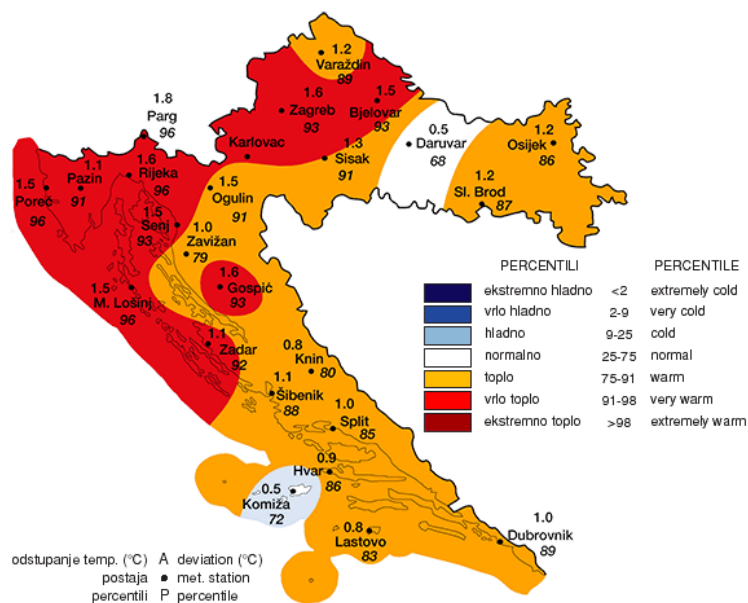 1.2
Varaždin
89
1.8
Parg
96
1.6
Zagreb
93
1.5
Bjelovar
93
Karlovac
1.3
Sisak
91
0.5
Daruvar
68
1.2
Osijek
86
1.2
Sl. Brod
87
1.5
Poreč
96
1.1
Pazin
91
1.6
Rijeka
96
1.5
Senj
93
1.5
Ogulin
91
1.0
Zavižan
79
1.6
Gospić
93
1.5
M. Lošinj
96
1.1
Zadar
92
0.8
Knin
80
1.1
Šibenik
88
1.0
Split
85
0.9
Hvar
86
0.5
Komiža
72
0.8
Lastovo
83
1.0
Dubrovnik
89
PERCENTILI PERCENTILE
ekstremno hladno <2 extremely cold
vrlo hladno 2-9 very cold
hladno 9-25 cold
normalno 25-75 normal
toplo 75-91 warm
vrlo toplo 91-98 very warm
ekstremno toplo >98 extremely warm
odstupanje temp. (°C) A deviation (°C)
postaja ● met. station
percentili P percentile